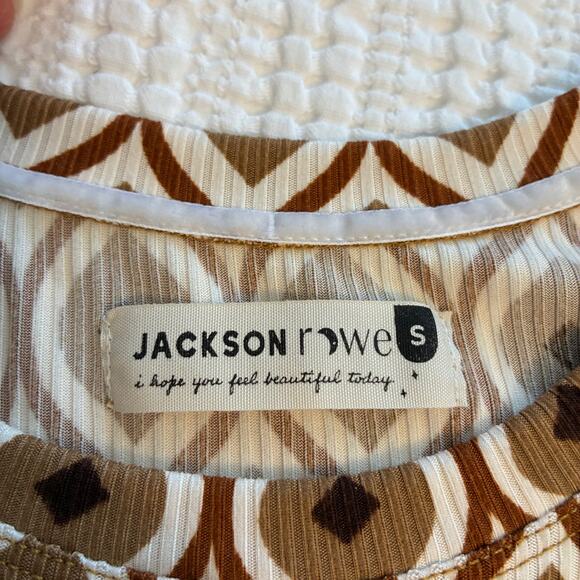 JACKSON rowe S
i hope you feel beautiful today.